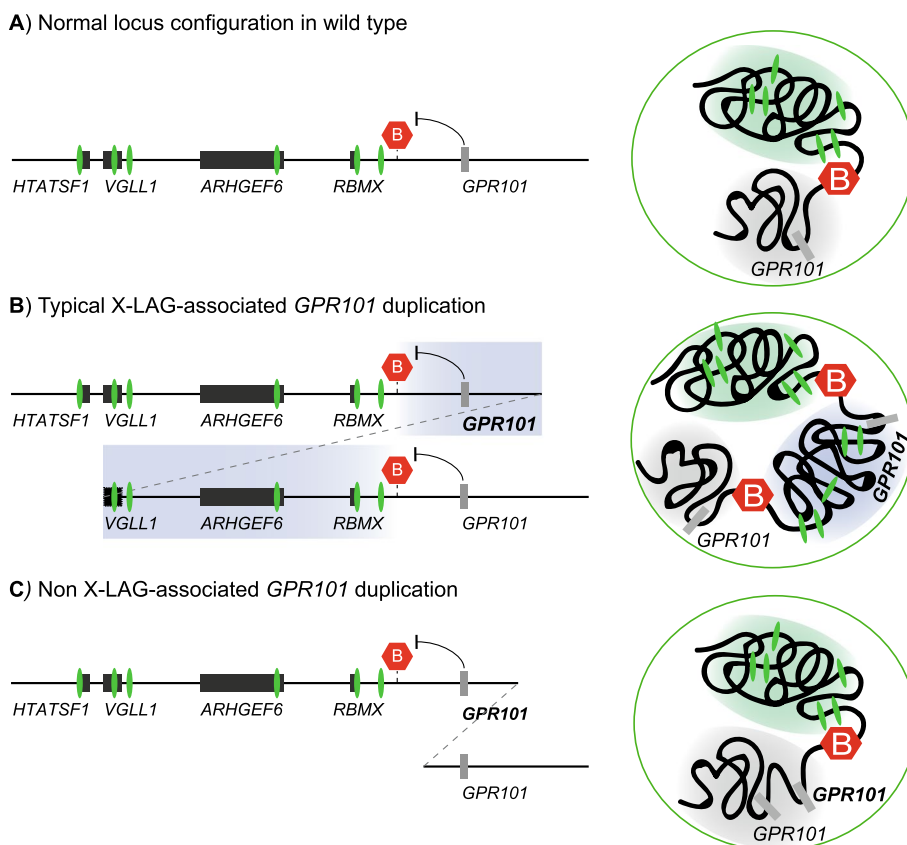 A) Normal locus configuration in wild type
B
HTATSF1 VGLL1 ARHGEF6 RBMX GPR101
B
GPR101
B) Typical X-LAG-associated GPR101 duplication
B
HTATSF1 VGLL1 ARHGEF6 RBMX GPR101
B
VGLL1 ARHGEF6 RBMX GPR101
B
GPR101
B
GPR101
C) Non X-LAG-associated GPR101 duplication
B
HTATSF1 VGLL1 ARHGEF6 RBMX GPR101
GPR101
B
GPR101
GPR101